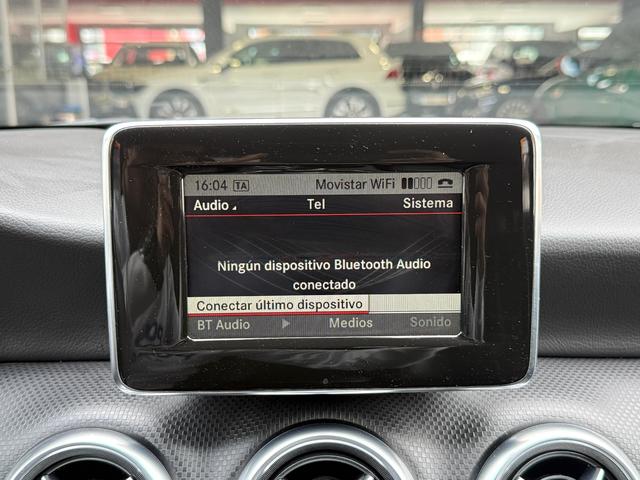 16:04 TA Movistar WiFi
Audio Tel Sistema
Ningún dispositivo Bluetooth Audio
conectado
Conectar último dispositivo
BT Audio Medios Sonido